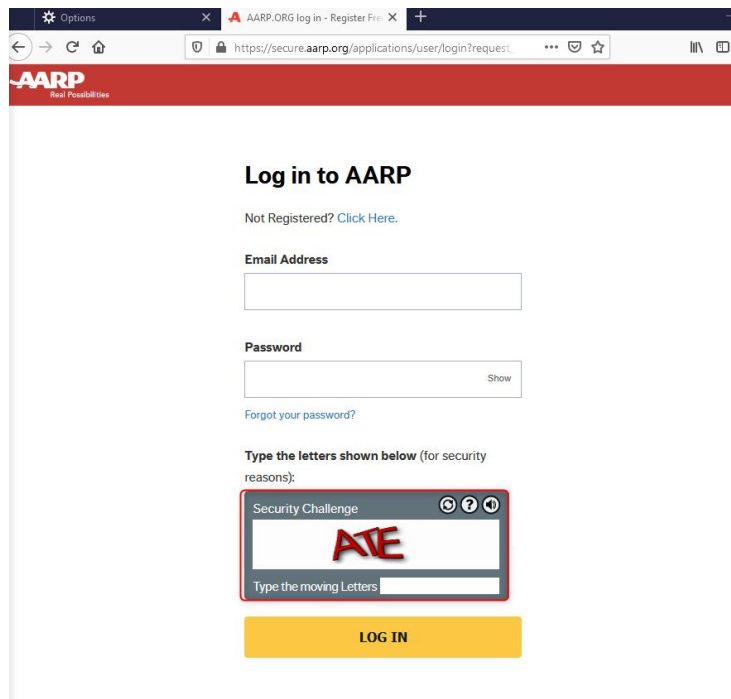 Options
AARP.ORG log in - Register Fre
https://secure.aarp.org/applications/user/login?request_
AARP
Real Possibilities
Log in to AARP
Not Registered? Click Here.
Email Address
Password
Show
Forgot your password?
Type the letters shown below (for security
reasons):
Security Challenge
ATE
Type the moving Letters
LOG IN